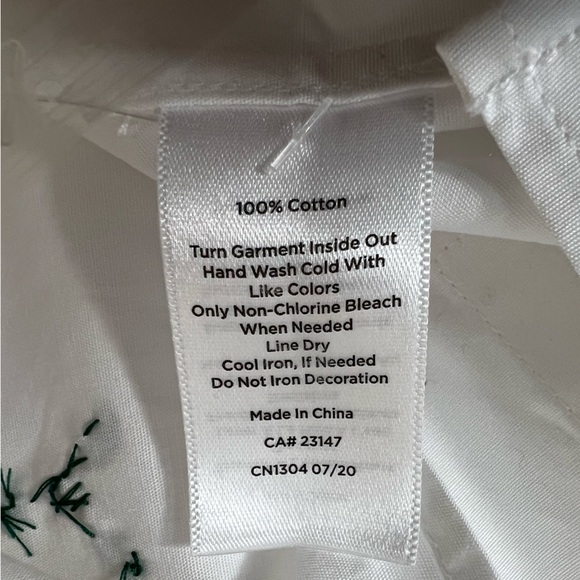 100% Cotton
Turn Garment Inside Out
Hand Wash Cold With
Like Colors
Only Non-Chlorine Bleach
When Needed
Line Dry
Cool Iron, If Needed
Do Not Iron Decoration
Made In China
CA# 23147
CN1304 07/20